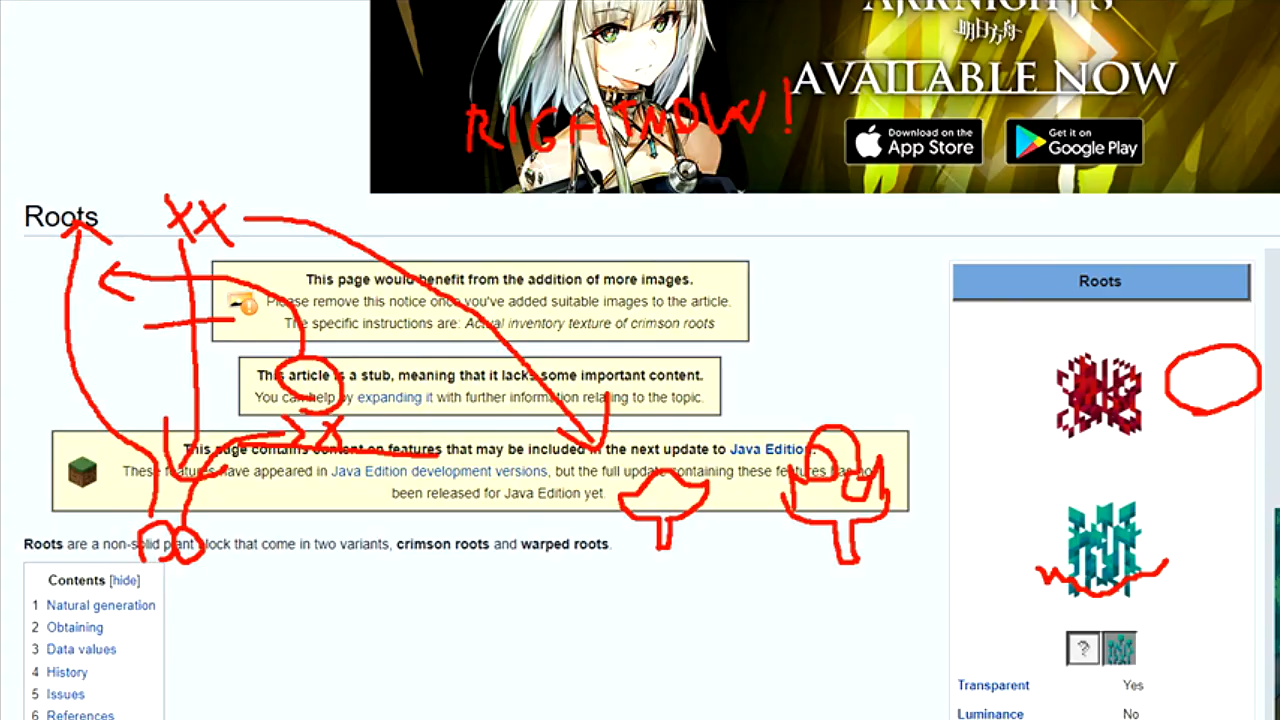 ARKNIGHTS
明日方舟
AVAILABLE NOW
RIGHT NOW!
Download on the
App Store
Get it on
Google Play
Roots
XX
This page would benefit from the addition of more images.
Please remove this notice once you've added suitable images to the article.
The specific instructions are: Actual inventory texture of crimson roots
This article is a stub, meaning that it lacks some important content.
You can help by expanding it with further information relating to the topic.
This page contains content on features that may be included in the next update to Java Edition.
These features have appeared in Java Edition development versions, but the full update containing these features has not
been released for Java Edition yet.
Roots are a non-solid plant block that come in two variants, crimson roots and warped roots.
Contents [hide]
1 Natural generation
2 Obtaining
3 Data values
4 History
5 Issues
6 References
Roots
?
Transparent Yes
Luminance No